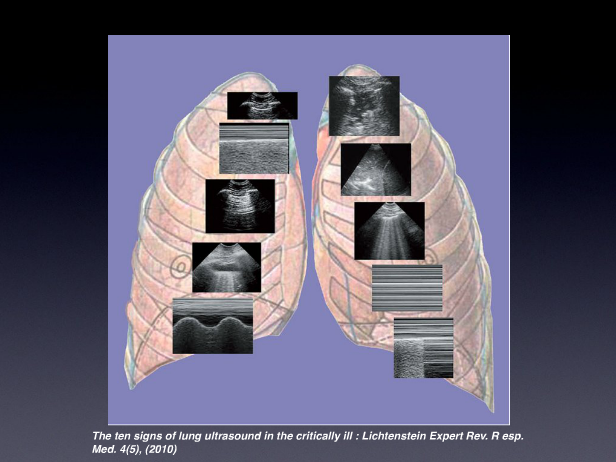 @
The ten signs of lung ultrasound in the critically ill : Lichtenstein Expert Rev. R esp.
Med. 4(5), (2010)